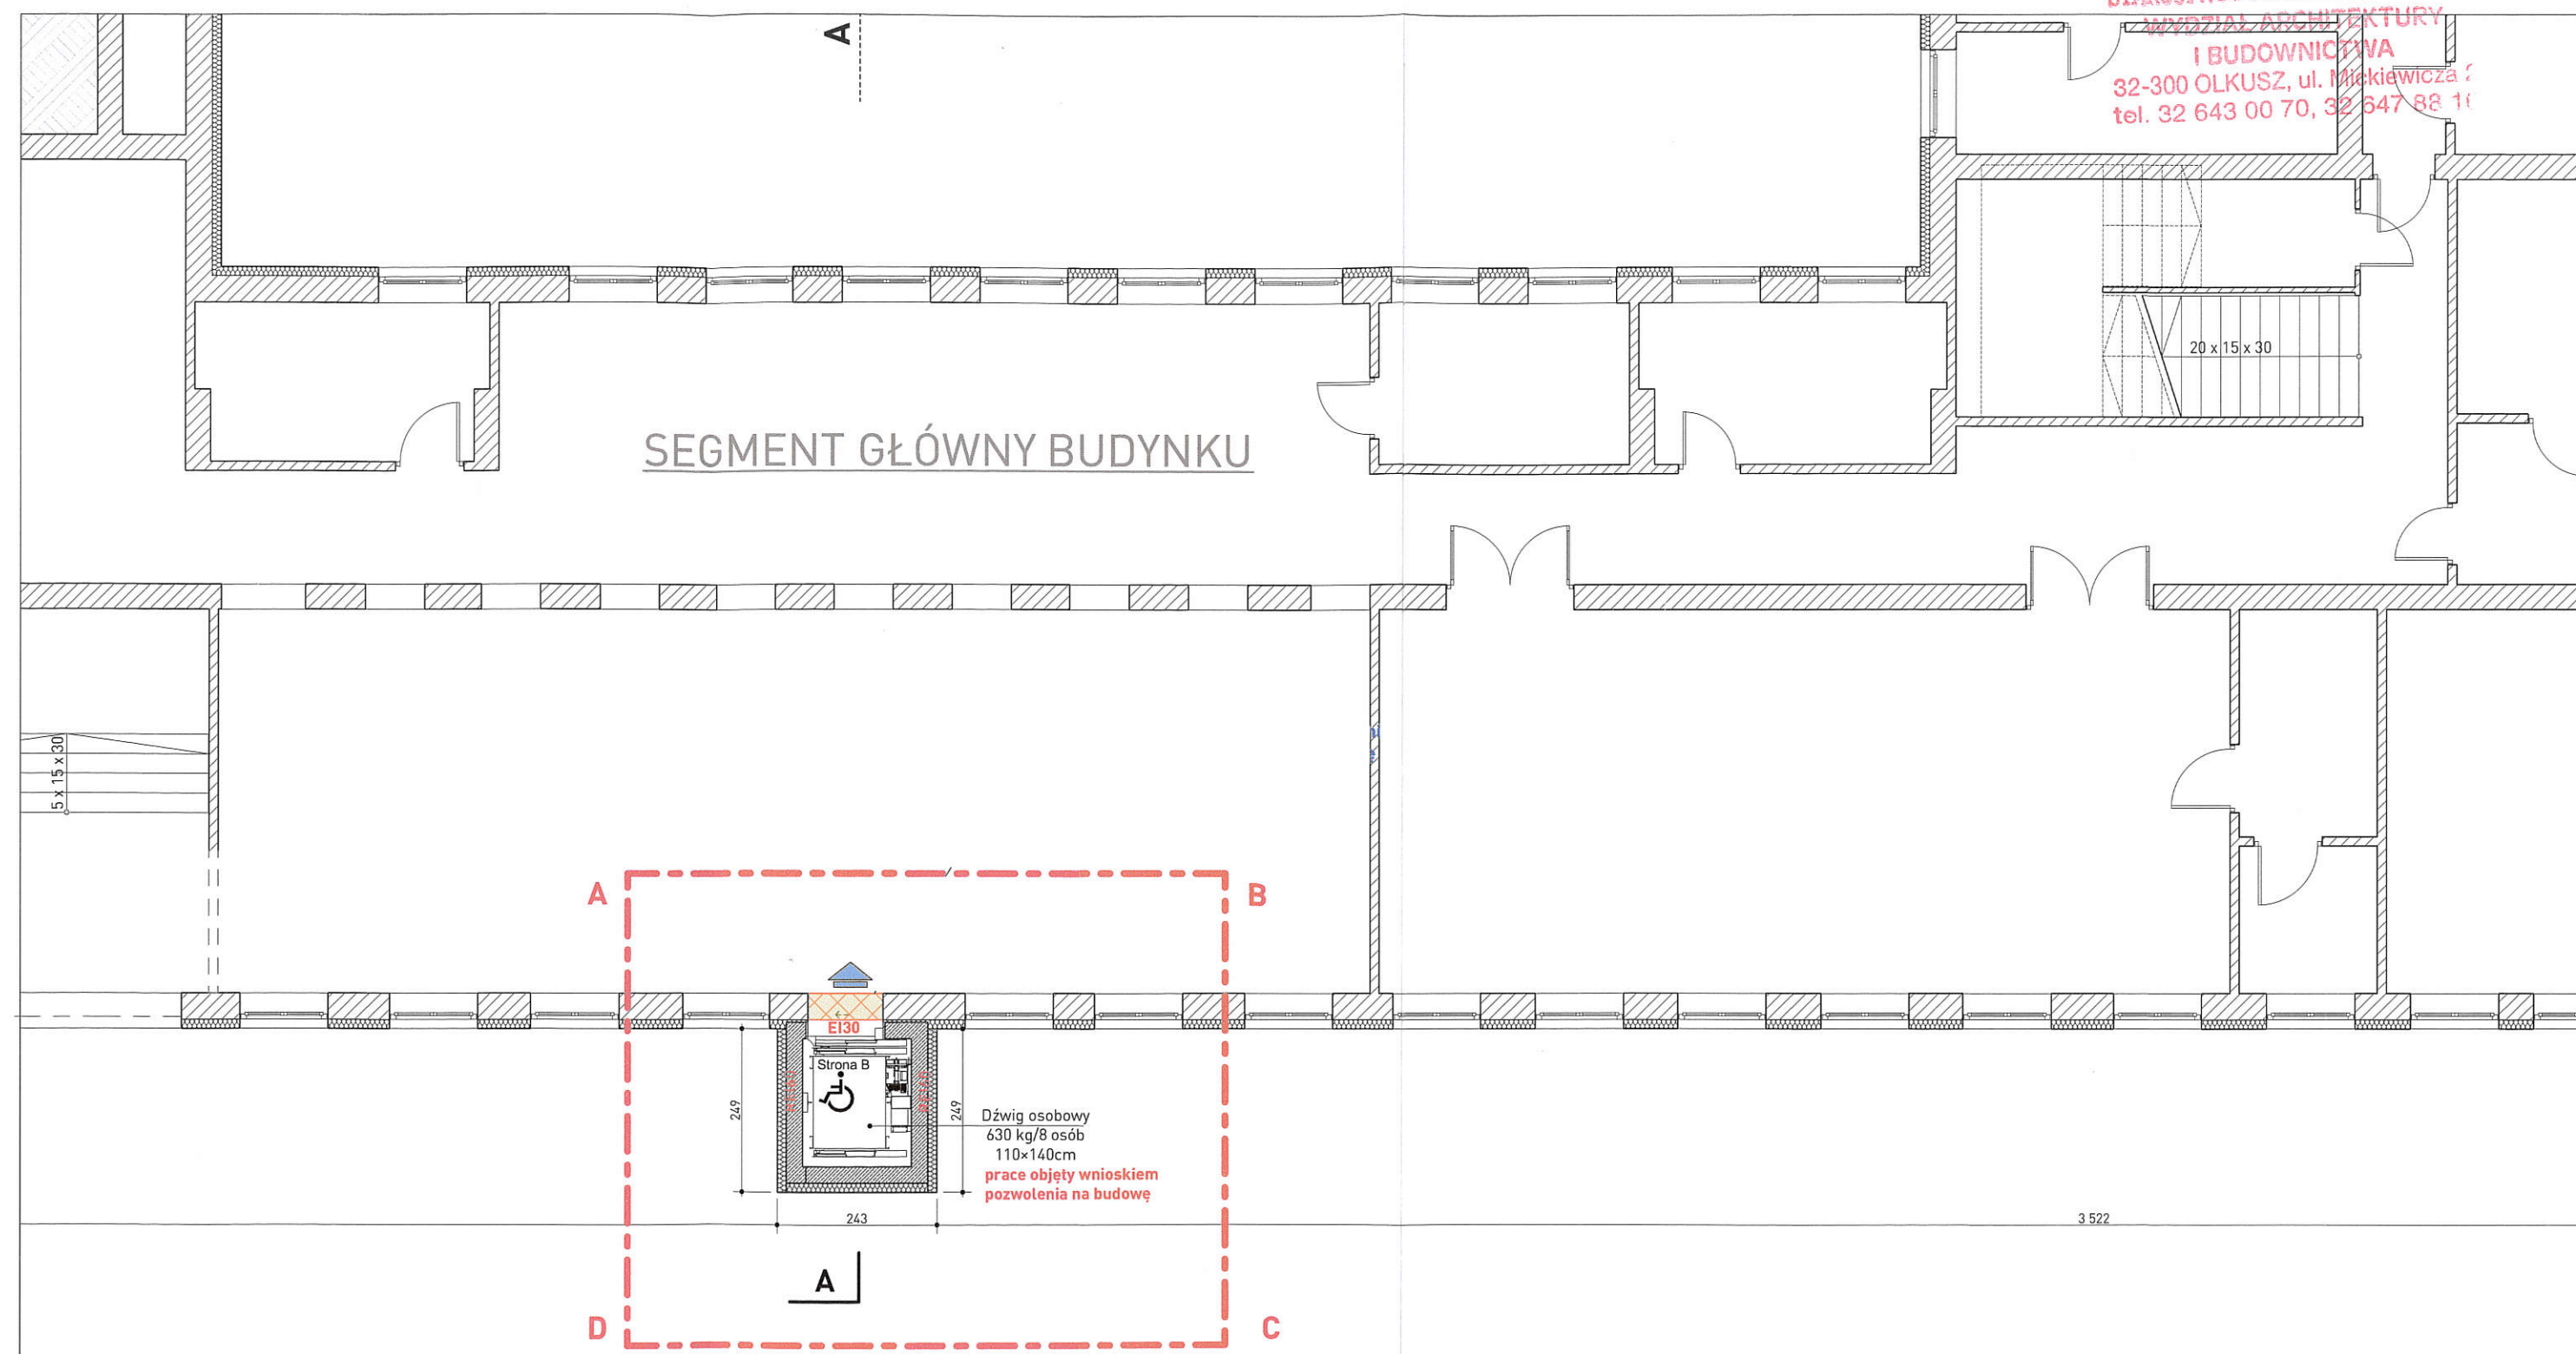 A
WYDZIAŁ ARCHITEKTURY
I BUDOWNICTWA
32-300 OLKUSZ, ul. Mickiewicza
tel. 32 643 00 70, 32 647 88
20 x 15 x 30
SEGMENT GŁÓWNY BUDYNKU
5 x 15 x 30
A
B
EI30
Strona B
249
249
Dźwig osobowy
630 kg/8 osób
110×140cm
prace objęty wnioskiem
pozwolenia na budowę
243
3 522
A
D
C